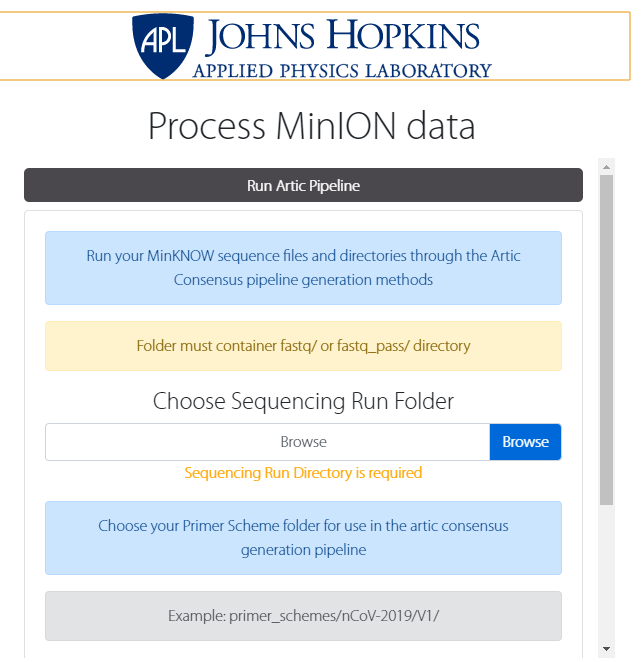 APL JOHNS HOPKINS
APPLIED PHYSICS LABORATORY
Process MinION data
Run Artic Pipeline
Run your MinKNOW sequence files and directories through the Artic
Consensus pipeline generation methods
Folder must container fastq/ or fastq_pass/ directory
Choose Sequencing Run Folder
Browse Browse
Sequencing Run Directory is required
Choose your Primer Scheme folder for use in the artic consensus
generation pipeline
Example: primer_schemes/nCoV-2019/V1/